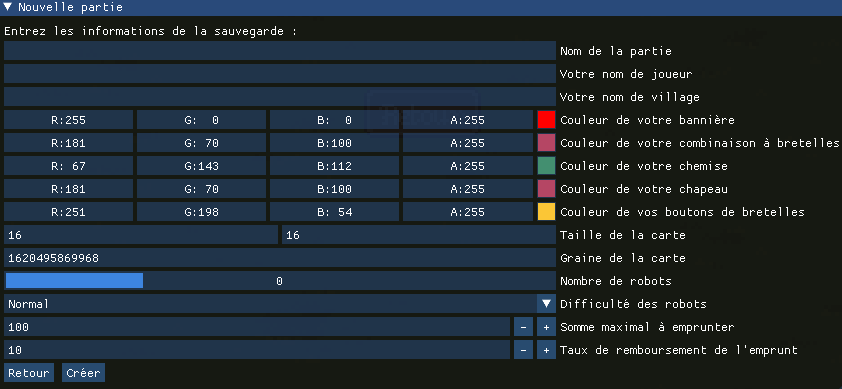 Nouvelle partie
Entrez les informations de la sauvegarde :
Nom de la partie
Votre nom de joueur
Votre nom de village
R:255 G: 0 B: 0 A:255 Couleur de votre bannière
R:181 G: 70 B:100 A:255 Couleur de votre combinaison à bretelles
R: 67 G:143 B:112 A:255 Couleur de votre chemise
R:181 G: 70 B:100 A:255 Couleur de votre chapeau
R:251 G:198 B: 54 A:255 Couleur de vos boutons de bretelles
16 16 Taille de la carte
1620495869968 Graine de la carte
0 Nombre de robots
Normal Difficulté des robots
100 - + Somme maximal à emprunter
10 - + Taux de remboursement de l'emprunt
Retour Créer